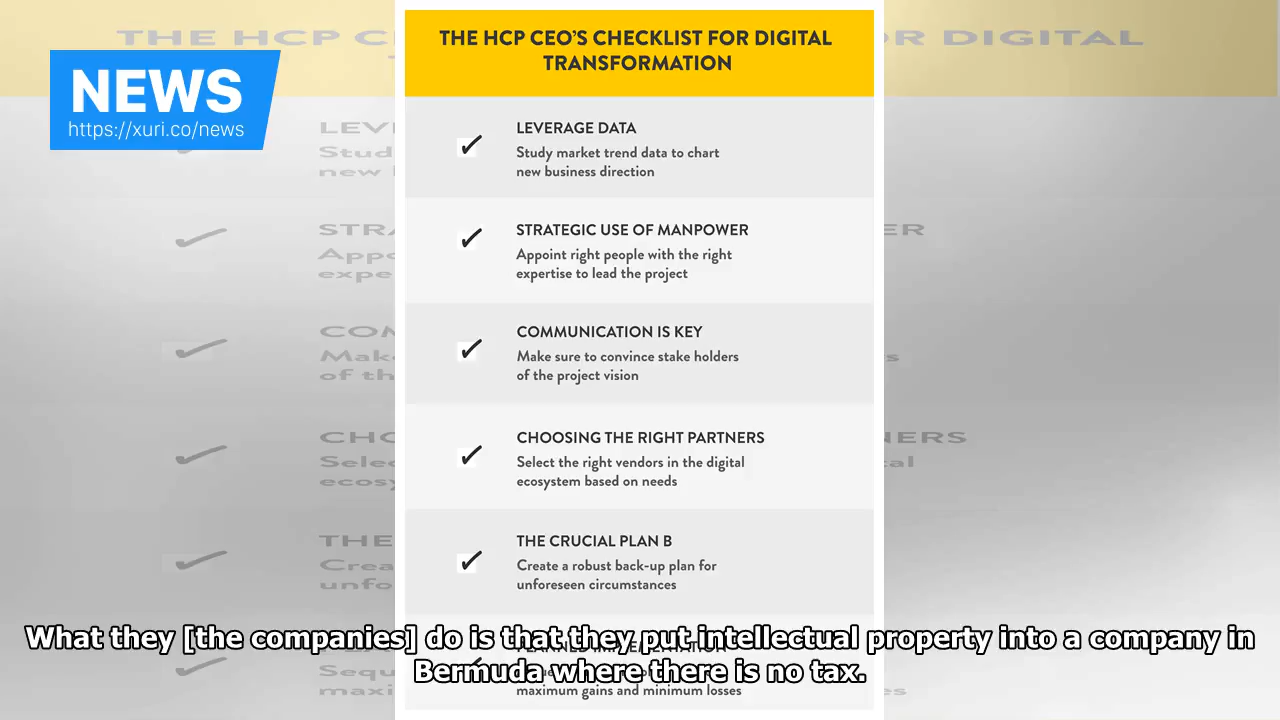 THE HCP CEO'S CHECKLIST FOR DIGITAL
TRANSFORMATION
NEWS
https://xuri.co/news
LEVERAGE DATA
Study market trend data to chart
new business direction
STRATEGIC USE OF MANPOWER
Appoint right people with the right
expertise to lead the project
COMMUNICATION IS KEY
Make sure to convince stake holders
of the project vision
CHOOSING THE RIGHT PARTNERS
Select the right vendors in the digital
ecosystem based on needs
THE CRUCIAL PLAN B
Create a robust back-up plan for
unforeseen circumstances
What they [the companies] do is that they put intellectual property into a company in
Bermuda where there is no tax.
maximum gains and minimum losses